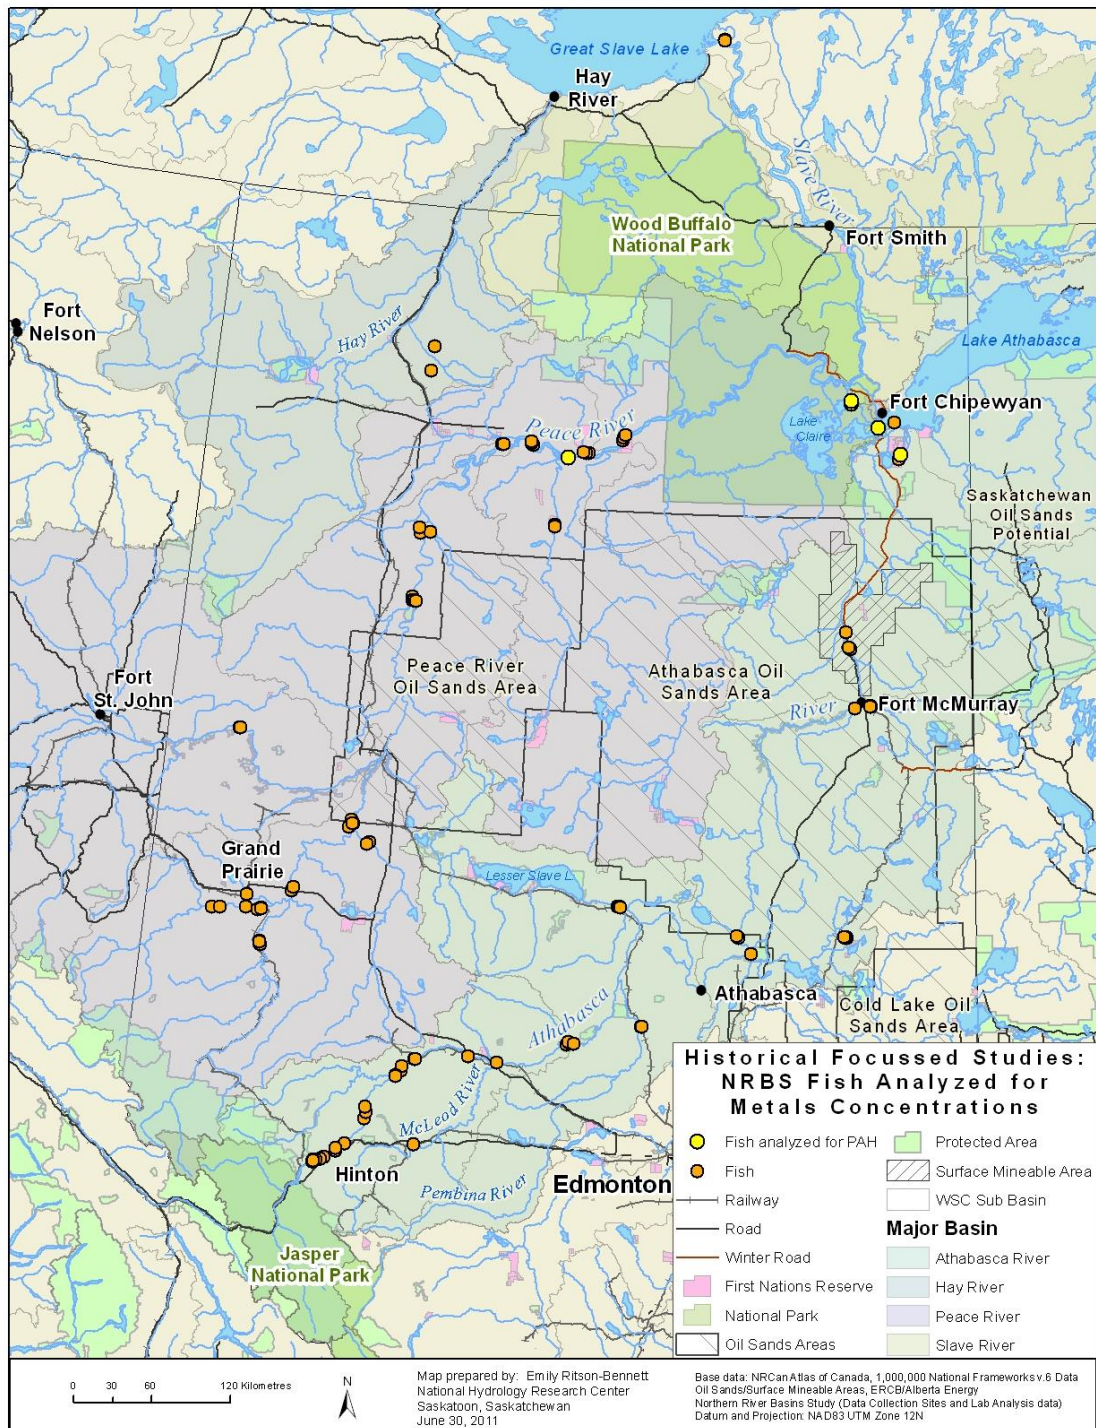 Great Slave Lake
Hay
River
Slave River
Wood Buffalo
National Park
Fort Smith
Fort
Nelson
Hay River
Lake Athabasca
Fort Chipewyan
Peace River
Lake
Claire
Saskatchewan
Oil Sands
Potential
Peace River
Oil Sands Area
Athabasca Oil
Sands Area
Fort
St. John
River
Fort McMurray
Grand
Prairie
Lesser Slave L.
Athabasca
Cold Lake Oil
Sands Area
Athabasca
McLeod River
Hinton
Pembina River
Edmonton
Jasper
National Park
Historical Focussed Studies:
NRBS Fish Analyzed for
Metals Concentrations
Fish analyzed for PAH
Fish
Railway
Road
Winter Road
First Nations Reserve
National Park
Oil Sands Areas
Protected Area
Surface Mineable Area
WSC Sub Basin
Major Basin
Athabasca River
Hay River
Peace River
Slave River
0 30 60 120 Kilometres
N
Map prepared by: Emily Ritson-Bennett
National Hydrology Research Center
Saskatoon, Saskatchewan
June 30, 2011
Base data: NRCan Atlas of Canada, 1,000,000 National Frameworks v.6 Data
Oil Sands/Surface Mineable Areas, ERCB/Alberta Energy
Northern River Basins Study (Data Collection Sites and Lab Analysis data)
Datum and Projection: NAD83 UTM Zone 12N